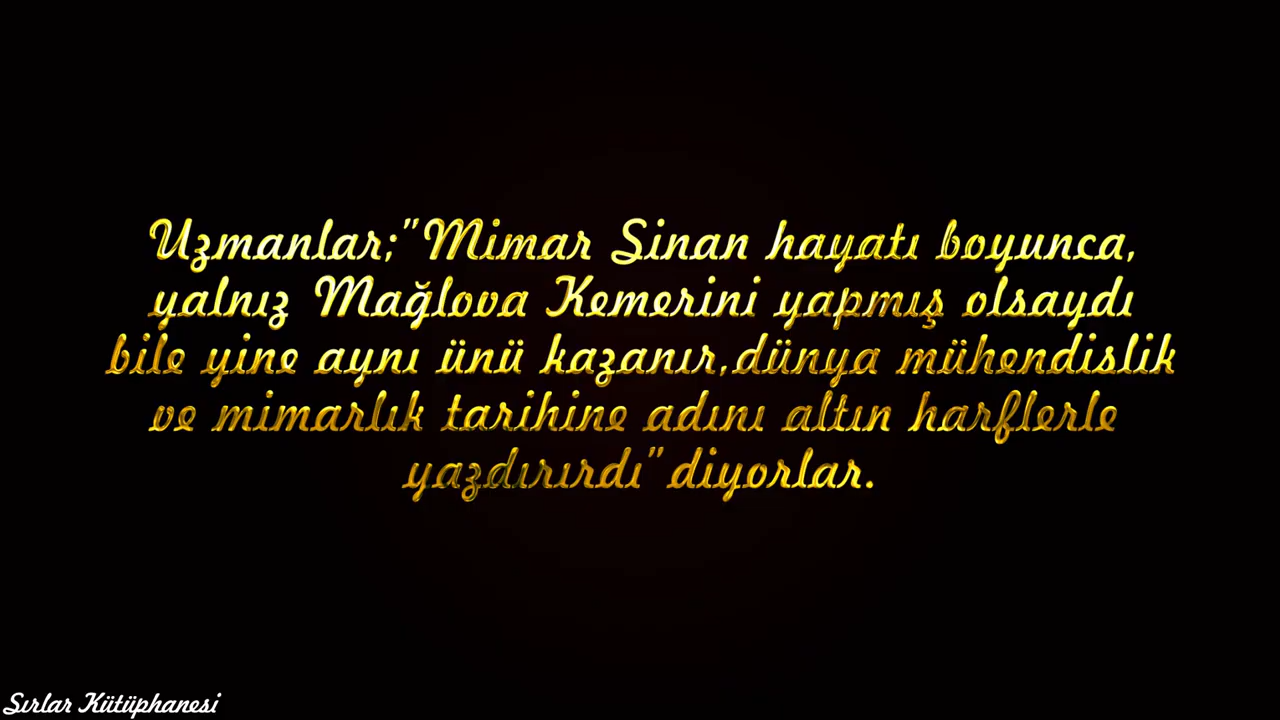 Uzmanlar;"Mimar Sinan hayatı boyunca,
yalnız Mağlova Kemerini yapmış olsaydı
bile yine aynı ünü kazanır,dünya mühendislik
ve mimarlık tarihine adını altın harflerle
yazdırırdı"diyorlar.
Sırlar Kütüphanesi